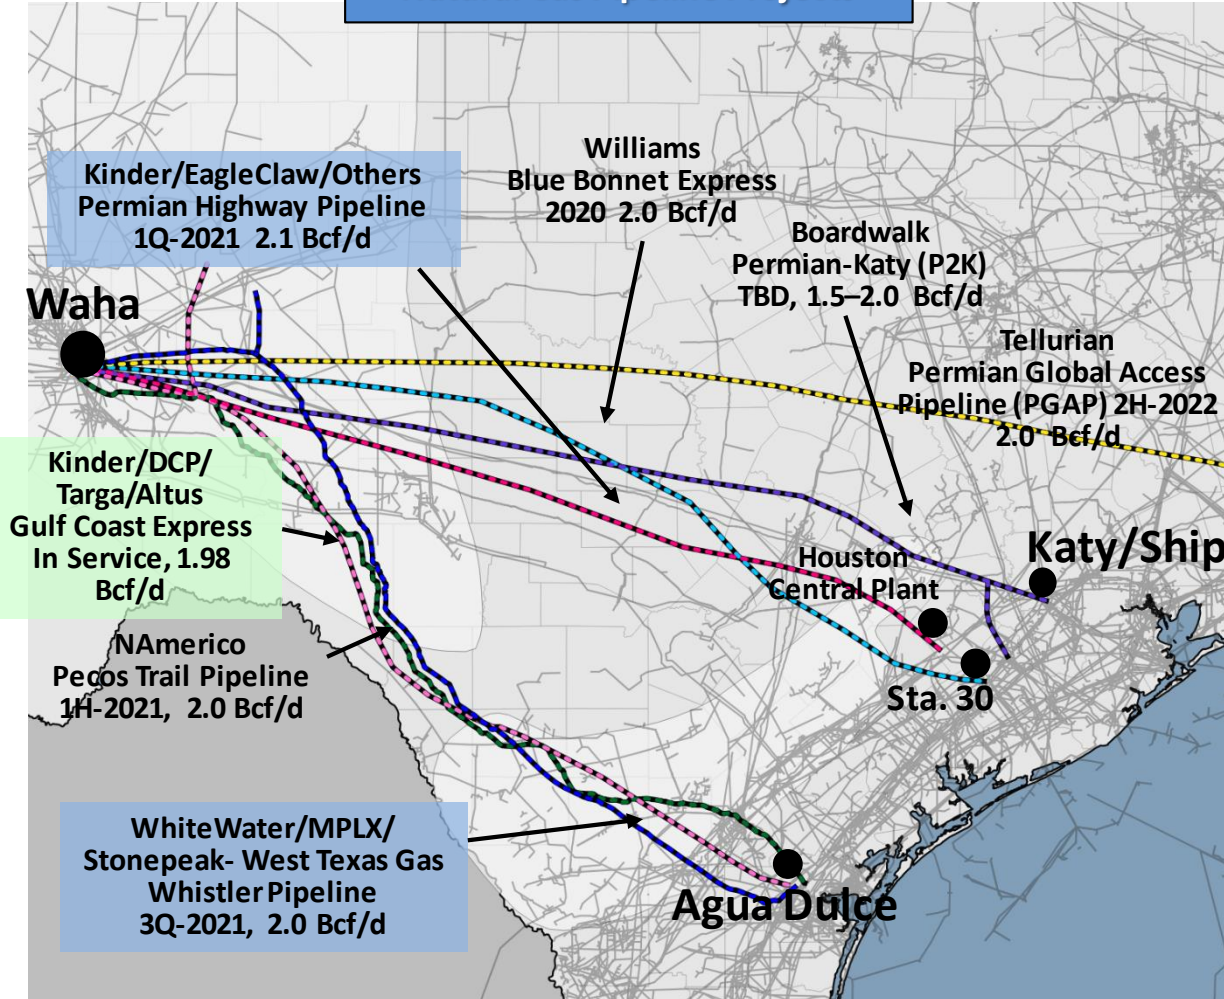 Kinder/EagleClaw/Others
Permian Highway Pipeline
1Q-2021 2.1 Bcf/d
Williams
Blue Bonnet Express
2020 2.0 Bcf/d
Boardwalk
Permian-Katy (P2K)
TBD, 1.5–2.0 Bcf/d
Waha
Tellurian
Permian Global Access
Pipeline (PGAP) 2H-2022
2.0 Bcf/d
Kinder/DCP/
Targa/Altus
Gulf Coast Express
In Service, 1.98
Bcf/d
Katy/Ship
Houston
Central Plant
NAmerico
Pecos Trail Pipeline
1H-2021, 2.0 Bcf/d
Sta. 30
WhiteWater/MPLX/
Stonepeak- West Texas Gas
Whistler Pipeline
3Q-2021, 2.0 Bcf/d
Agua Dulce